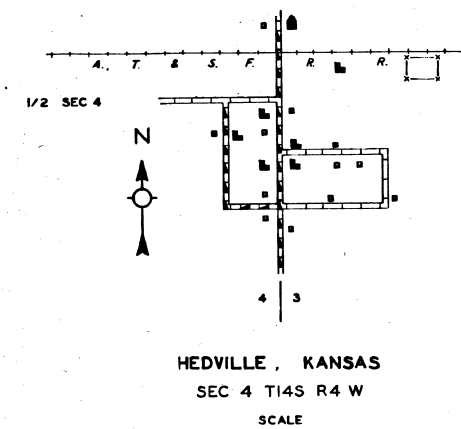 A., T. & S. F. R. R.
1/2 SEC 4
N
4 3
HEDVILLE, KANSAS
SEC 4 T14S R4 W
SCALE